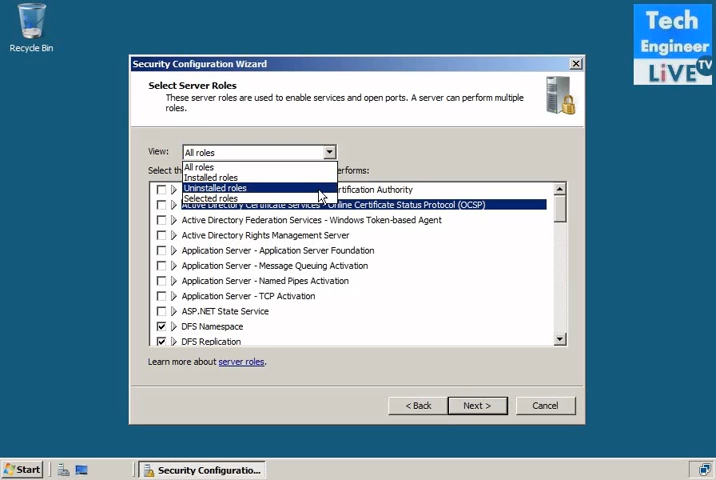 Recycle Bin
Tech
Engineer
LiVE TV
Security Configuration Wizard
Select Server Roles
These server roles are used to enable services and open ports. A server can perform multiple
roles.
View: All roles
All roles
Installed roles
Uninstalled roles
Selected roles
Select th
forms:
rtification Authority
Active Directory Certificate Services - Online Certificate Status Protocol (OCSP)
Active Directory Federation Services - Windows Token-based Agent
Active Directory Rights Management Server
Application Server - Application Server Foundation
Application Server - Message Queuing Activation
Application Server - Named Pipes Activation
Application Server - TCP Activation
ASP.NET State Service
DFS Namespace
DFS Replication
Learn more about server roles.
< Back
Next >
Cancel
Start
Security Configuratio...